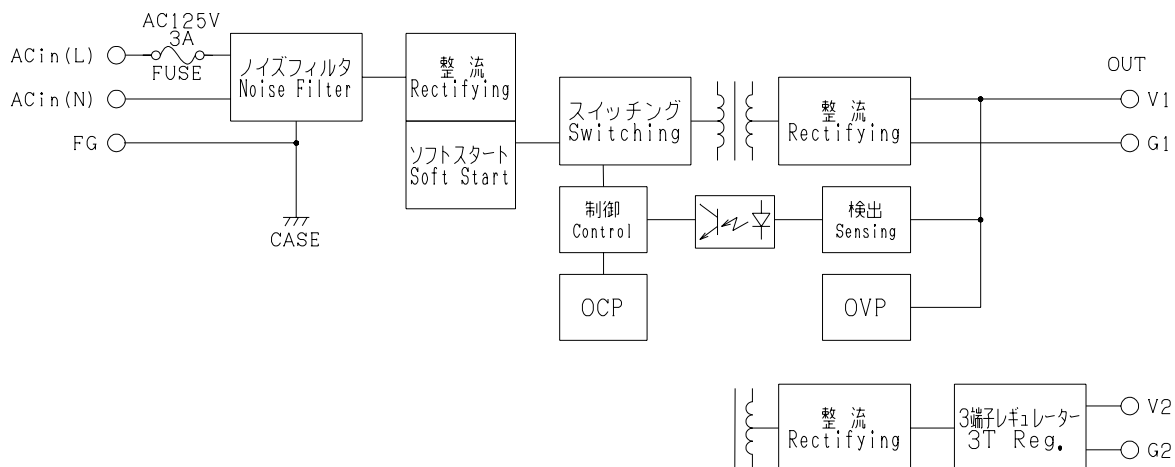 AC125V
3A
FUSE
ACin(L)
ACin(N)
FG
ノイズフィルタ
Noise Filter
CASE
整 流
Rectifying
ソフトスタート
Soft Start
スイッチング
Switching
整 流
Rectifying
OUT
V1
G1
制御
Control
検出
Sensing
OCP
OVP
整 流
Rectifying
3端子レギュレーター
3T Reg.
V2
G2